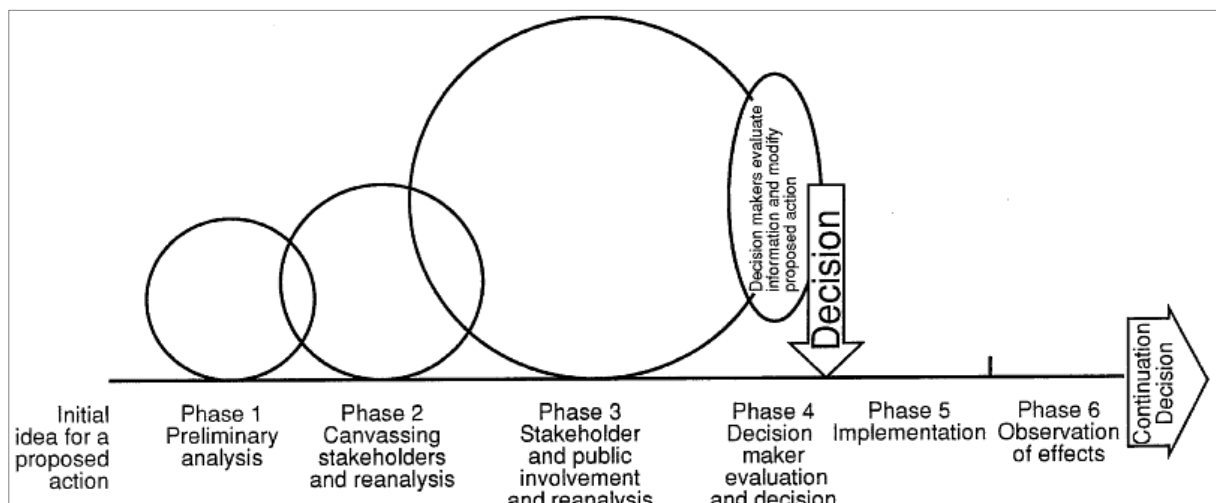 Decision makers evaluate
information and modify
proposed action
Decision
Continuation
Decision
Initial
idea for a
proposed
action
Phase 1
Preliminary
analysis
Phase 2
Canvassing
stakeholders
and reanalysis
Phase 3
Stakeholder
and public
involvement
and reanalysis
Phase 4
Decision
maker
evaluation
and decision
Phase 5
Implementation
Phase 6
Observation
of effects